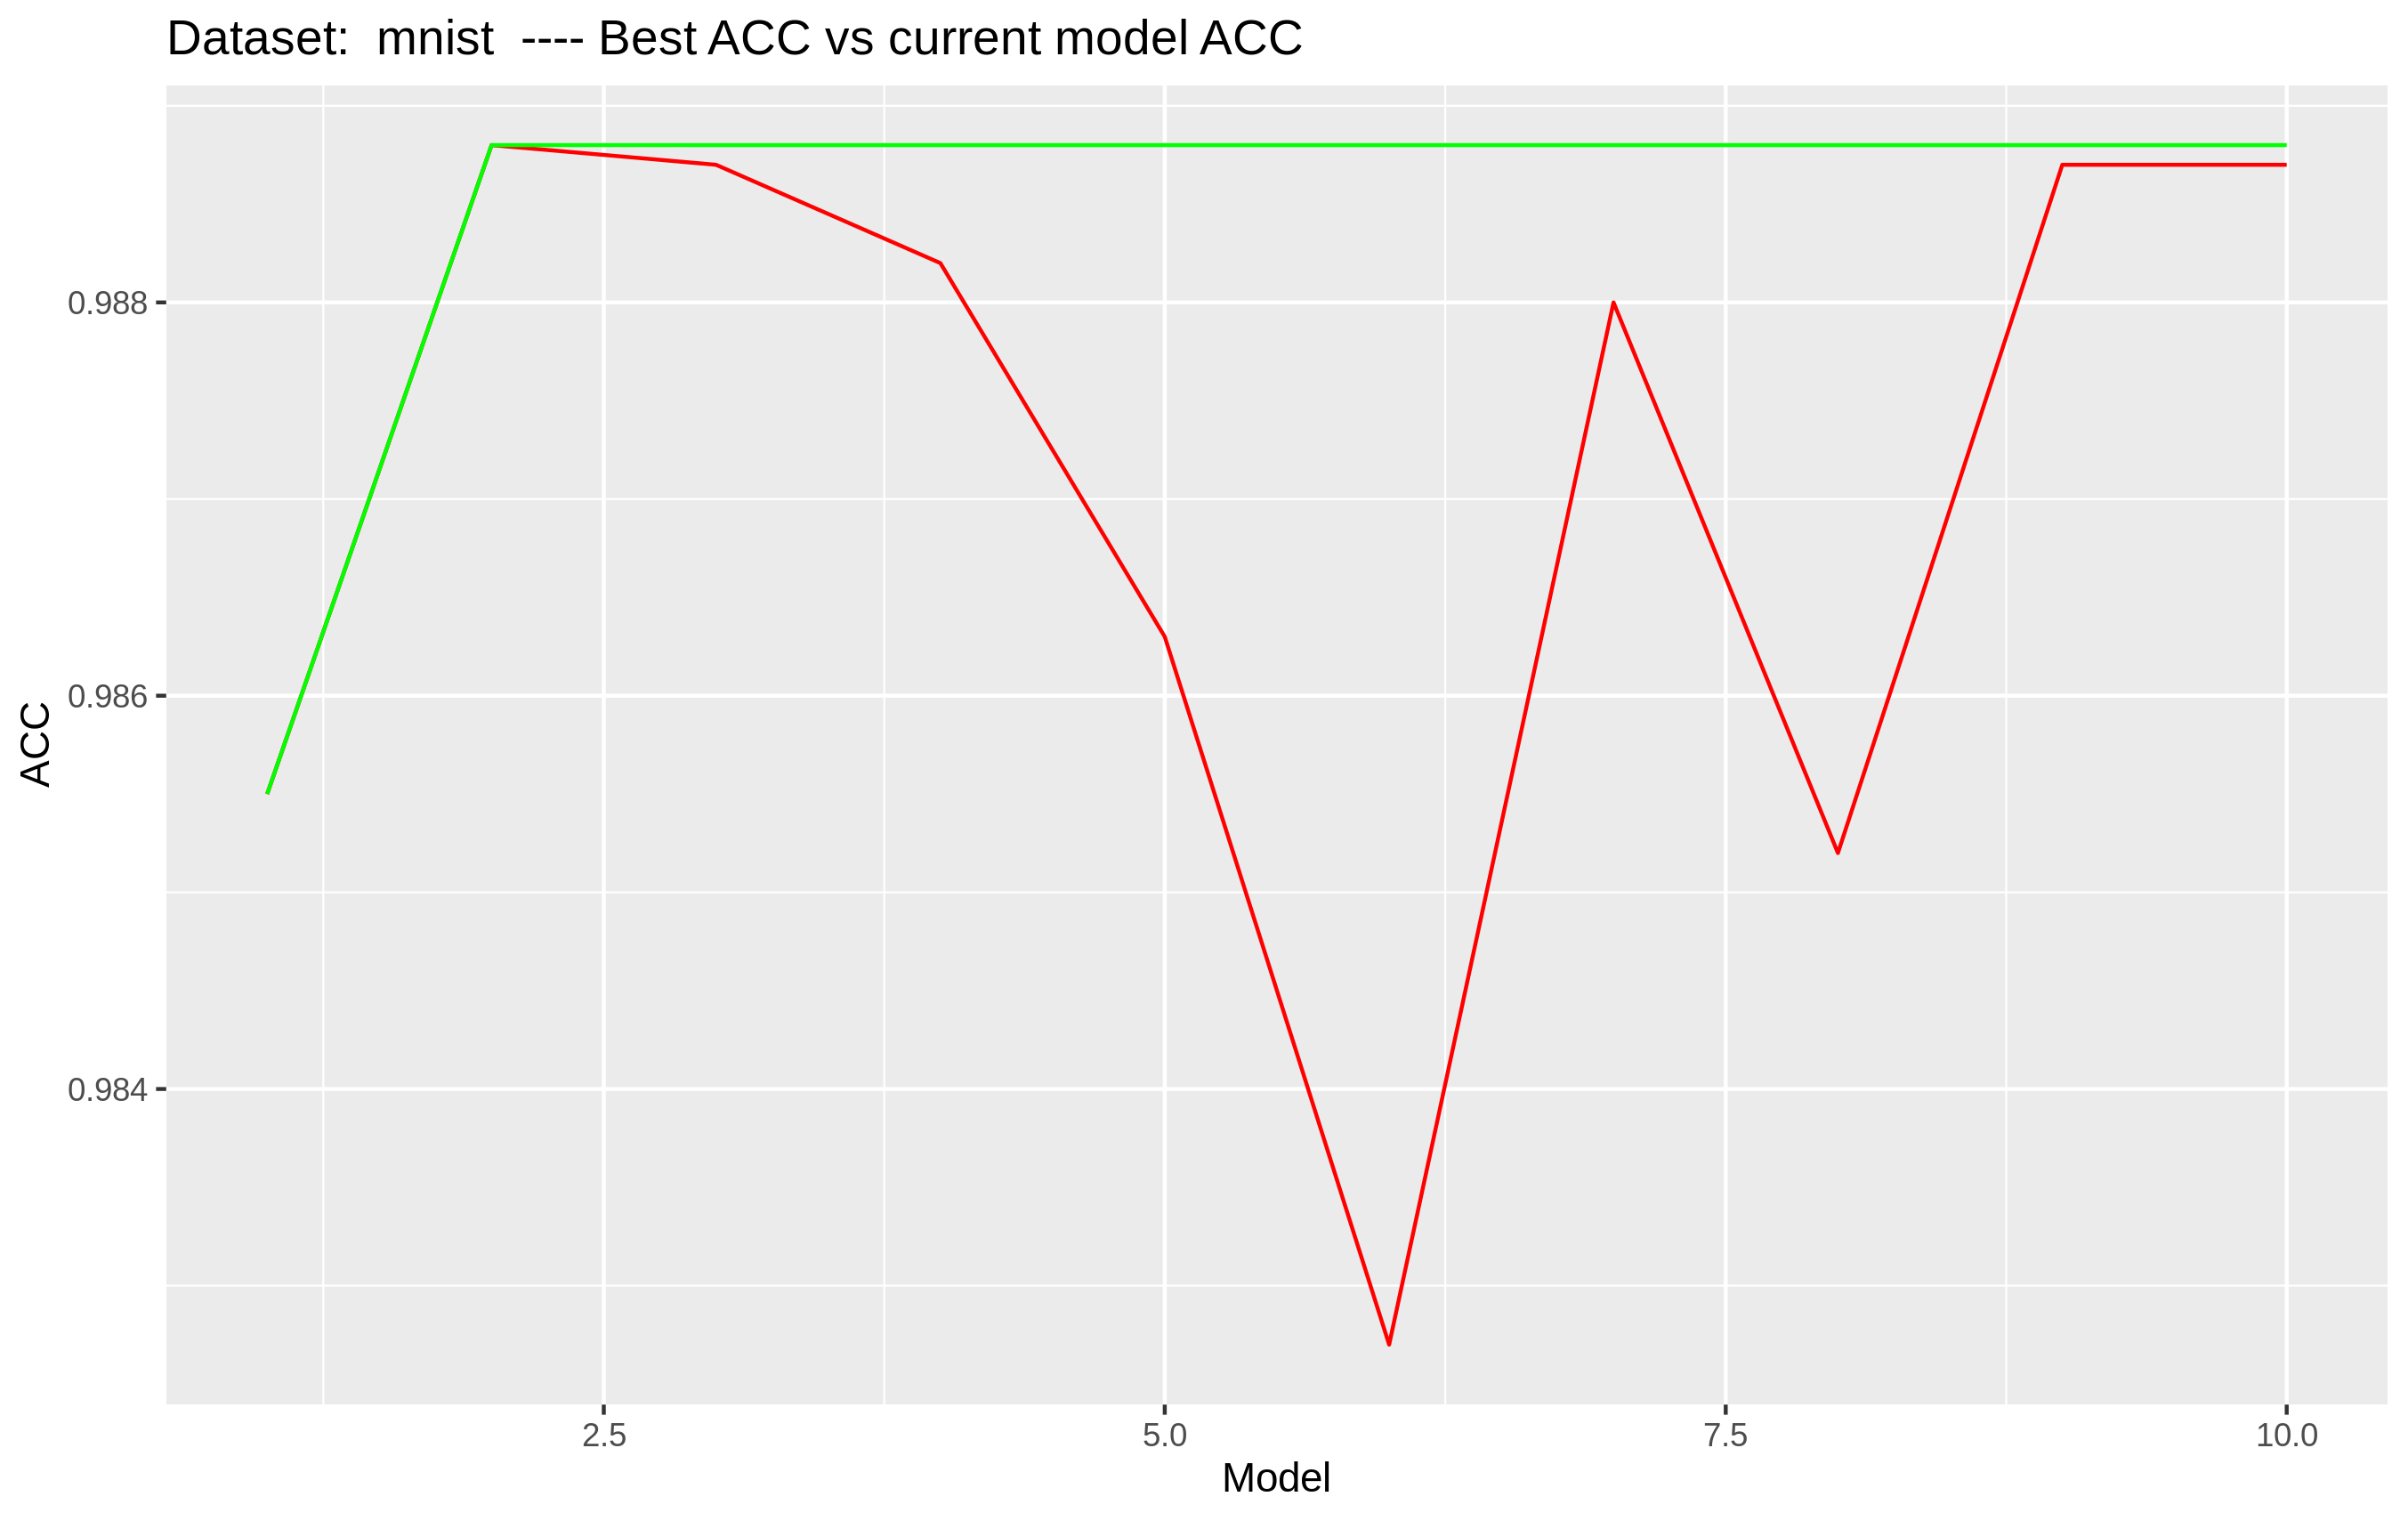 Dataset:  mnist  ---- Best ACC vs current model ACC
0.988
0.986
0.984
ACC
2.5
5.0
7.5
10.0
Model